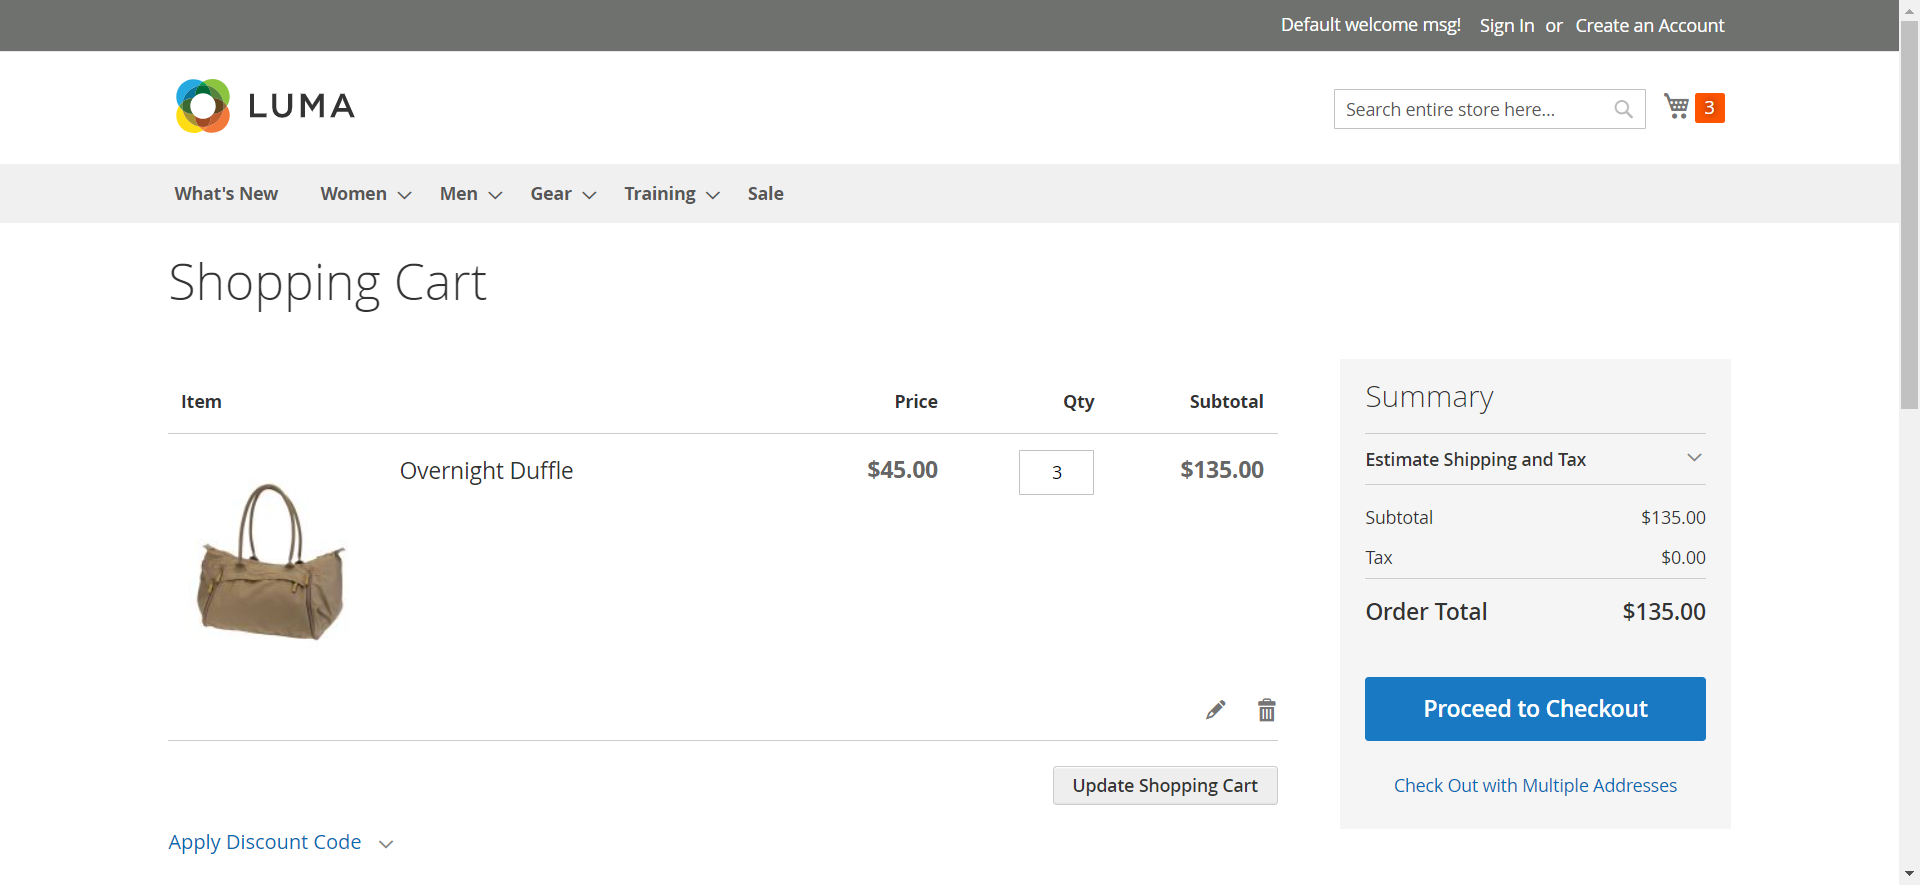 Default welcome msg! Sign In or Create an Account
LUMA
Search entire store here...
3
What's New Women Men Gear Training Sale
Shopping Cart
Item Price Qty Subtotal
Overnight Duffle $45.00 3 $135.00
Update Shopping Cart
Apply Discount Code
Summary
Estimate Shipping and Tax
Subtotal $135.00
Tax $0.00
Order Total $135.00
Proceed to Checkout
Check Out with Multiple Addresses